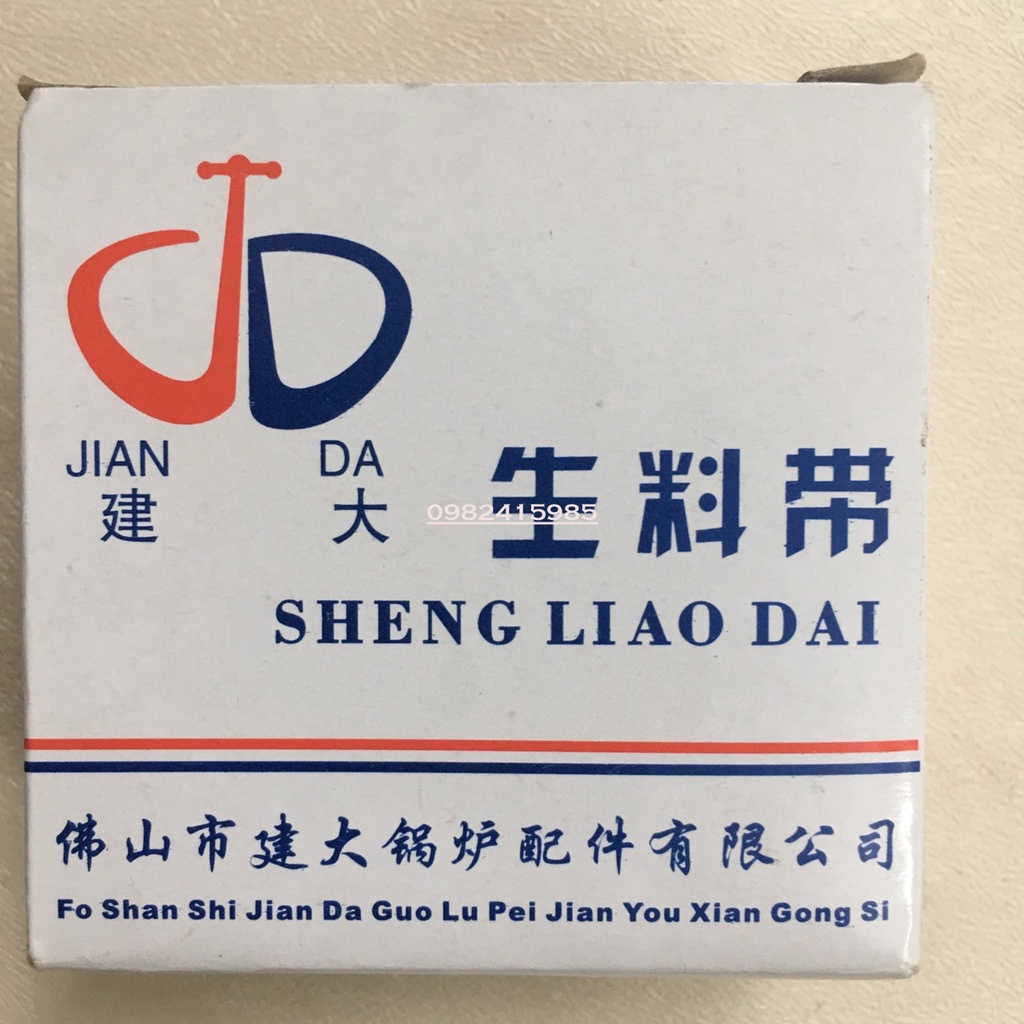 JIAN DA
建 大
生料带
0982415985
SHENG LIAO DAI
佛山市建大锅炉配件有限公司
Fo Shan Shi Jian Da Guo Lu Pei Jian You Xian Gong Si